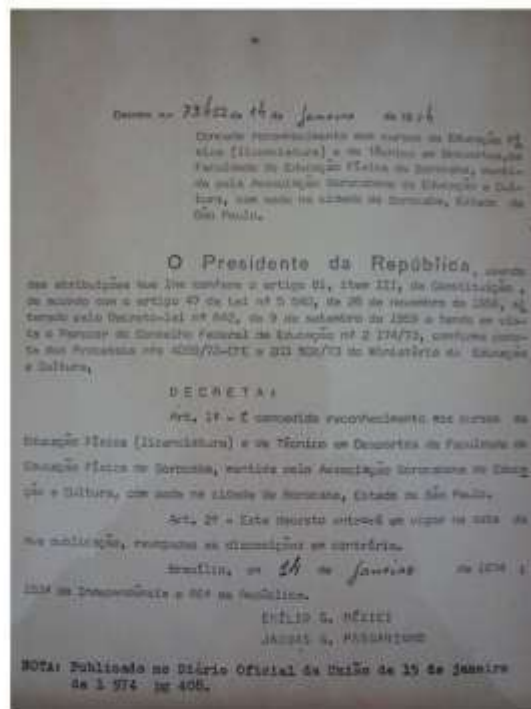 Decreto nº 73452 de 14 de janeiro de 1974
Concede reconhecimento aos cursos de Educação Fí
sica (licenciatura) e de Técnico em Desportos, da
Faculdade de Educação Física de Sorocaba, manti-
da pela Associação Sorocabana de Educação e Cul-
tura, com sede na cidade de Sorocaba, Estado de
São Paulo.
O Presidente da República, usando
das atribuições que lhe confere o artigo 81, item III, da Constituição,
de acordo com o artigo 47 da Lei nº 5 540, de 28 de novembro de 1968, al
terado pelo Decreto-lei nº 842, de 9 de setembro de 1969 e tendo em vis-
ta o Parecer do Conselho Federal de Educação nº 2 174/73, conforme cons-
ta dos Processos nºs CFE e do Ministério da Educação
e Cultura,
D E C R E T A :
Art. 1º - É concedido reconhecimento aos cursos de
Educação Física (licenciatura) e de Técnico em Desportos da Faculdade de
Educação Física de Sorocaba, mantida pela Associação Sorocabana de Educa
ção e Cultura, com sede na cidade de Sorocaba, Estado de São Paulo.
Art. 2º - Este decreto entrará em vigor na data de
sua publicação, revogadas as disposições em contrário.
Brasília, em 14 de janeiro de 1974 ;
153º da Independência e 86º da República.
EMÍLIO G. MÉDICI
JARBAS G. PASSARINHO
NOTA: Publicado no Diário Oficial da União de 15 de janeiro
de 1 974 pg 408.